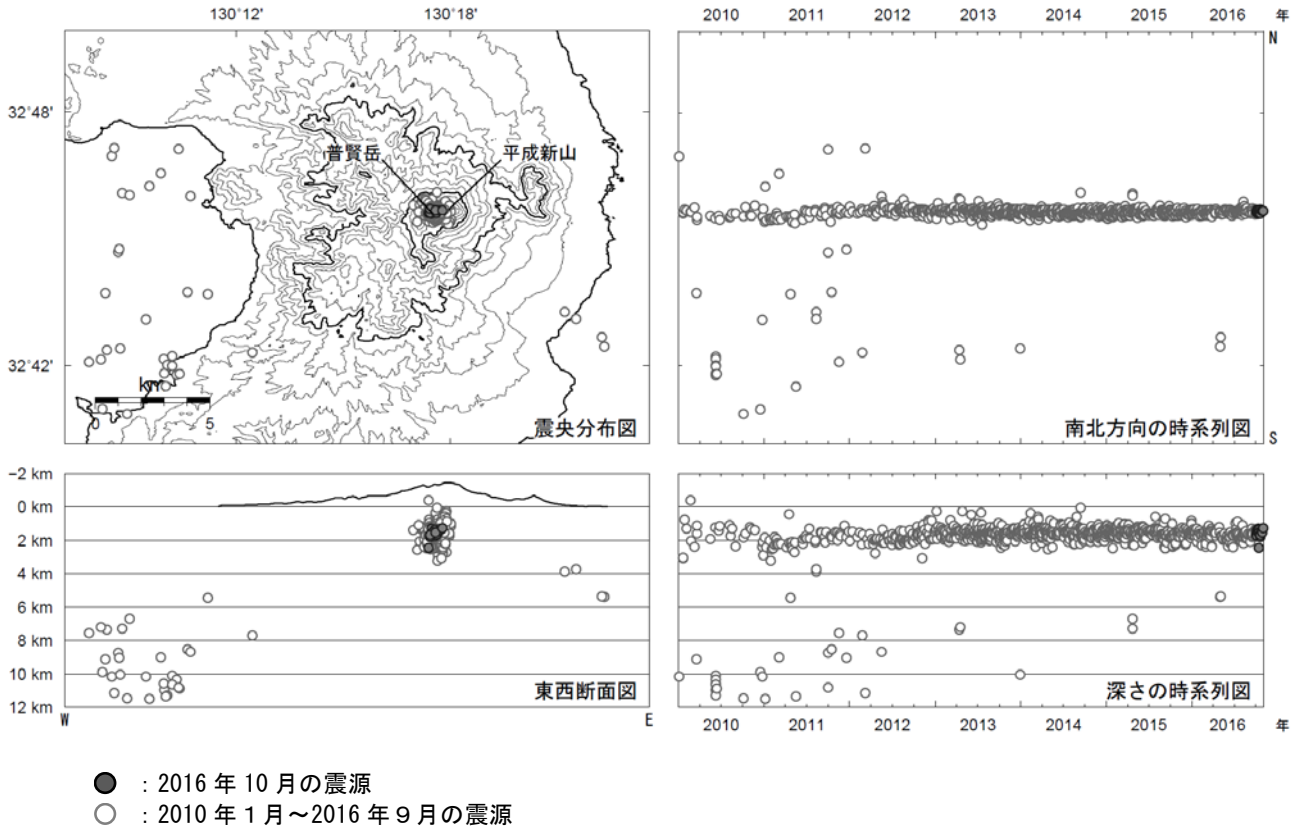 130°12′ 130°18′
32°48′
32°42′
普賢岳
平成新山
km
0 5
震央分布図
2010 2011 2012 2013 2014 2015 2016 年
N
S
南北方向の時系列図
-2 km
0 km
2 km
4 km
6 km
8 km
10 km
12 km
W E
東西断面図
深さの時系列図
2010 2011 2012 2013 2014 2015 2016 年
：2016 年 10 月の震源
：2010 年 1 月～2016 年 9 月の震源